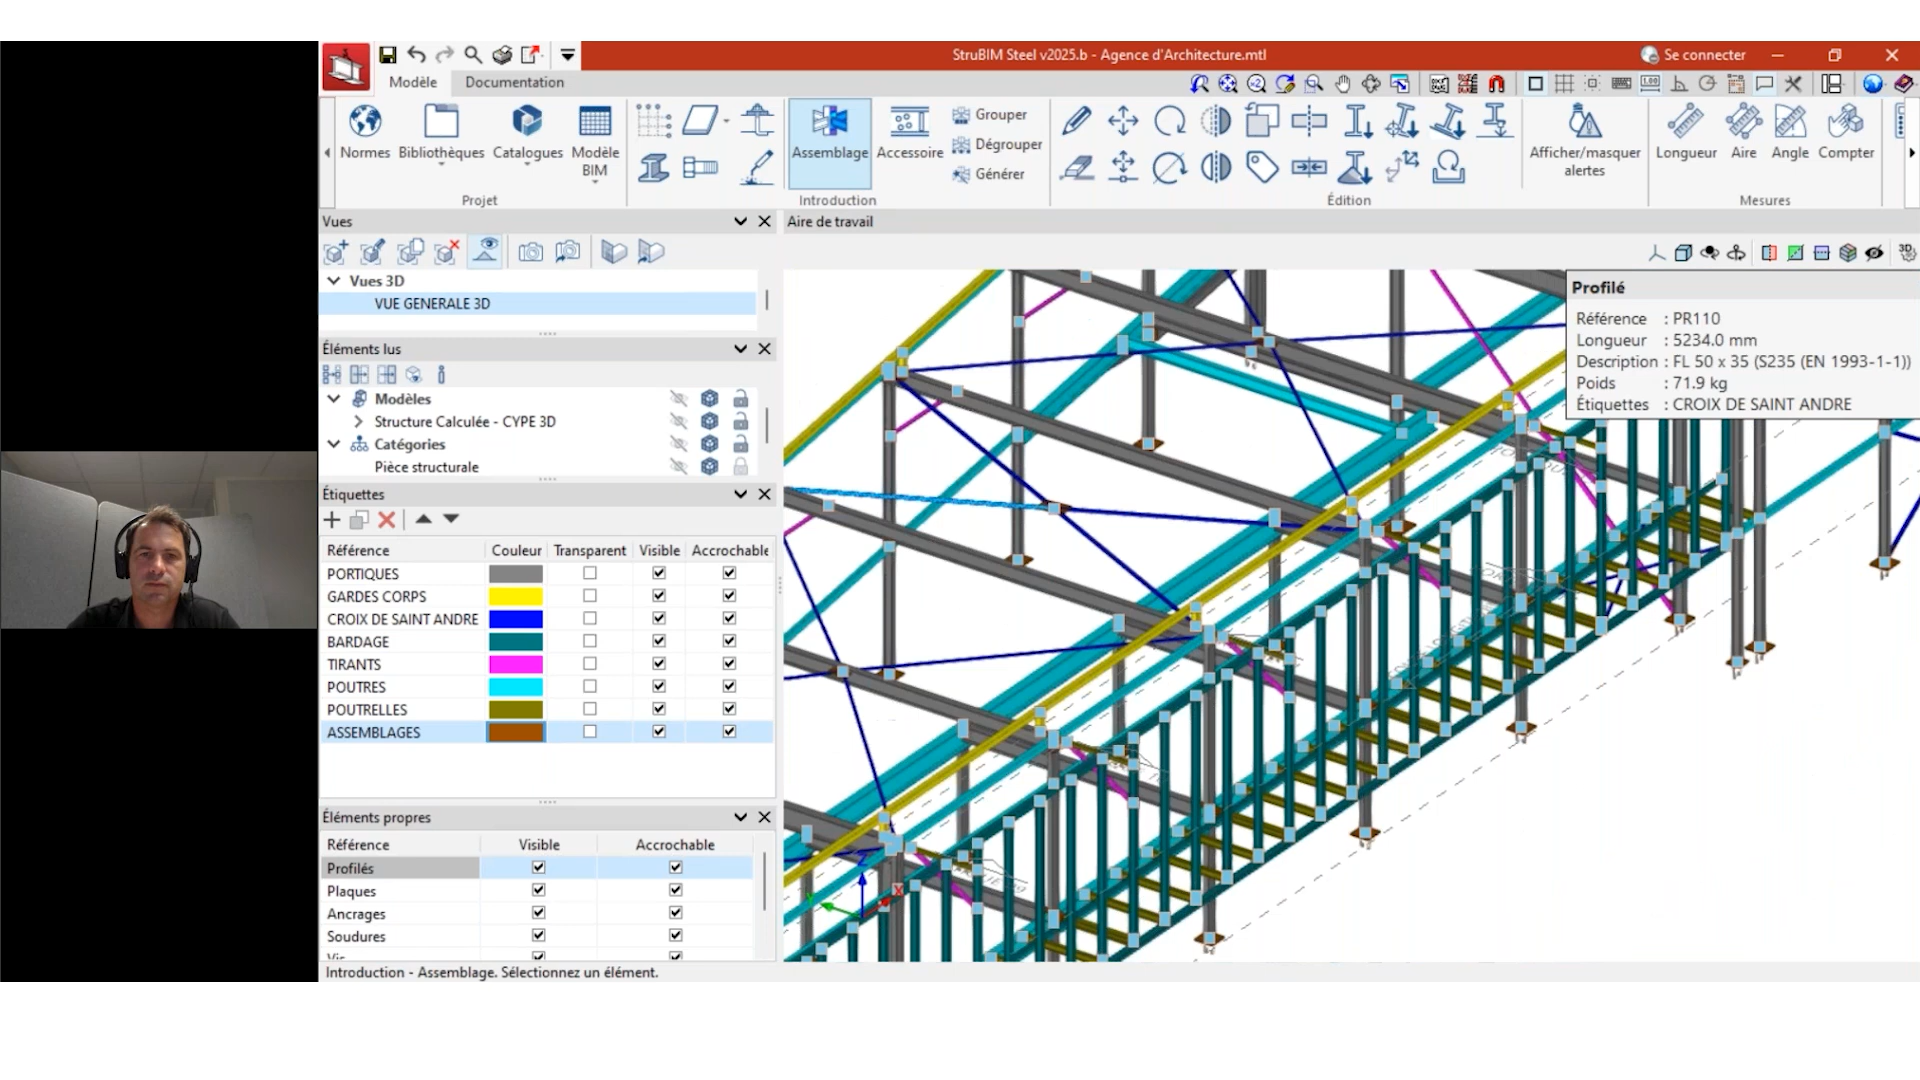 StruBIM Steel v2025.b - Agence d'Architecture.mtl
Se connecter
Modèle
Documentation
Normes
Bibliothèques
Catalogues
Modèle
BIM
Projet
Assemblage
Accessoire
Grouper
Dégrouper
Générer
Introduction
Édition
Afficher/masquer
alertes
Longueur
Aire
Angle
Compter
Mesures
Vues
Vues 3D
VUE GENERALE 3D
Éléments lus
Modèles
Structure Calculée - CYPE 3D
Catégories
Pièce structurale
Étiquettes
Référence Couleur Transparent Visible Accrochable
PORTIQUES
GARDES CORPS
CROIX DE SAINT ANDRE
BARDAGE
TIRANTS
POUTRES
POUTRELLES
ASSEMBLAGES
Éléments propres
Référence Visible Accrochable
Profilés
Plaques
Ancrages
Soudures
Vis
Introduction - Assemblage. Sélectionnez un élément.
Aire de travail
3D
Profilé
Référence : PR110
Longueur : 5234.0 mm
Description : FL 50 x 35 (S235 (EN 1993-1-1))
Poids : 71.9 kg
Étiquettes : CROIX DE SAINT ANDRE
X